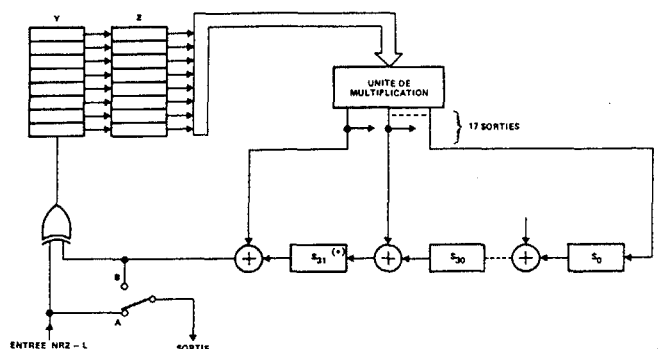 Y Z
UNITE DE
MULTIPLICATION
17 SORTIES
S31 (*) S30 S0
B
A
ENTREE NRZ - L SORTIE